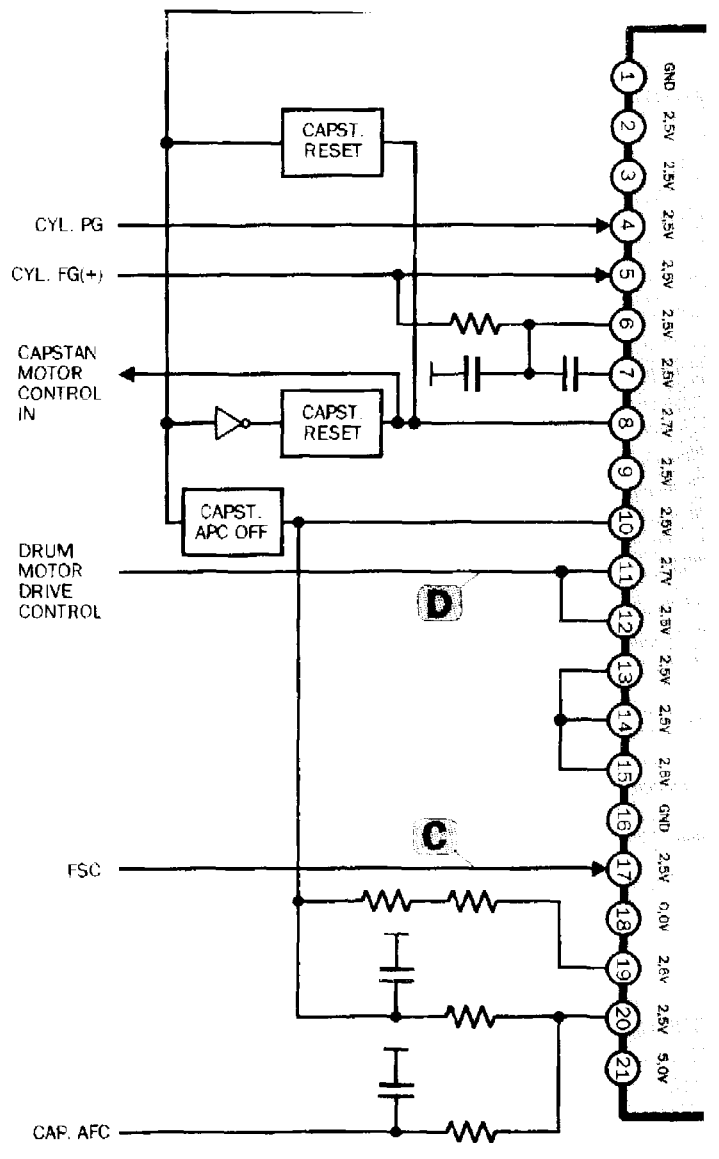 CAPST.
RESET
CYL. PG
CYL. FG(+)
CAPSTAN
MOTOR
CONTROL
IN
CAPST.
RESET
CAPST.
APC OFF
DRUM
MOTOR
DRIVE
CONTROL
D
C
FSC
CAP. AFC
1 GND
2 2,5V
3 2,5V
4 2,5V
5 2,5V
6 2,5V
7 2,5V
8 2,7V
9 2,5V
10 2,5V
11 2,7V
12 2,5V
13 2,5V
14 2,5V
15 2,6V
16 GND
17 2,5V
18 0,0V
19 2,6V
20 2,5V
21 5,0V